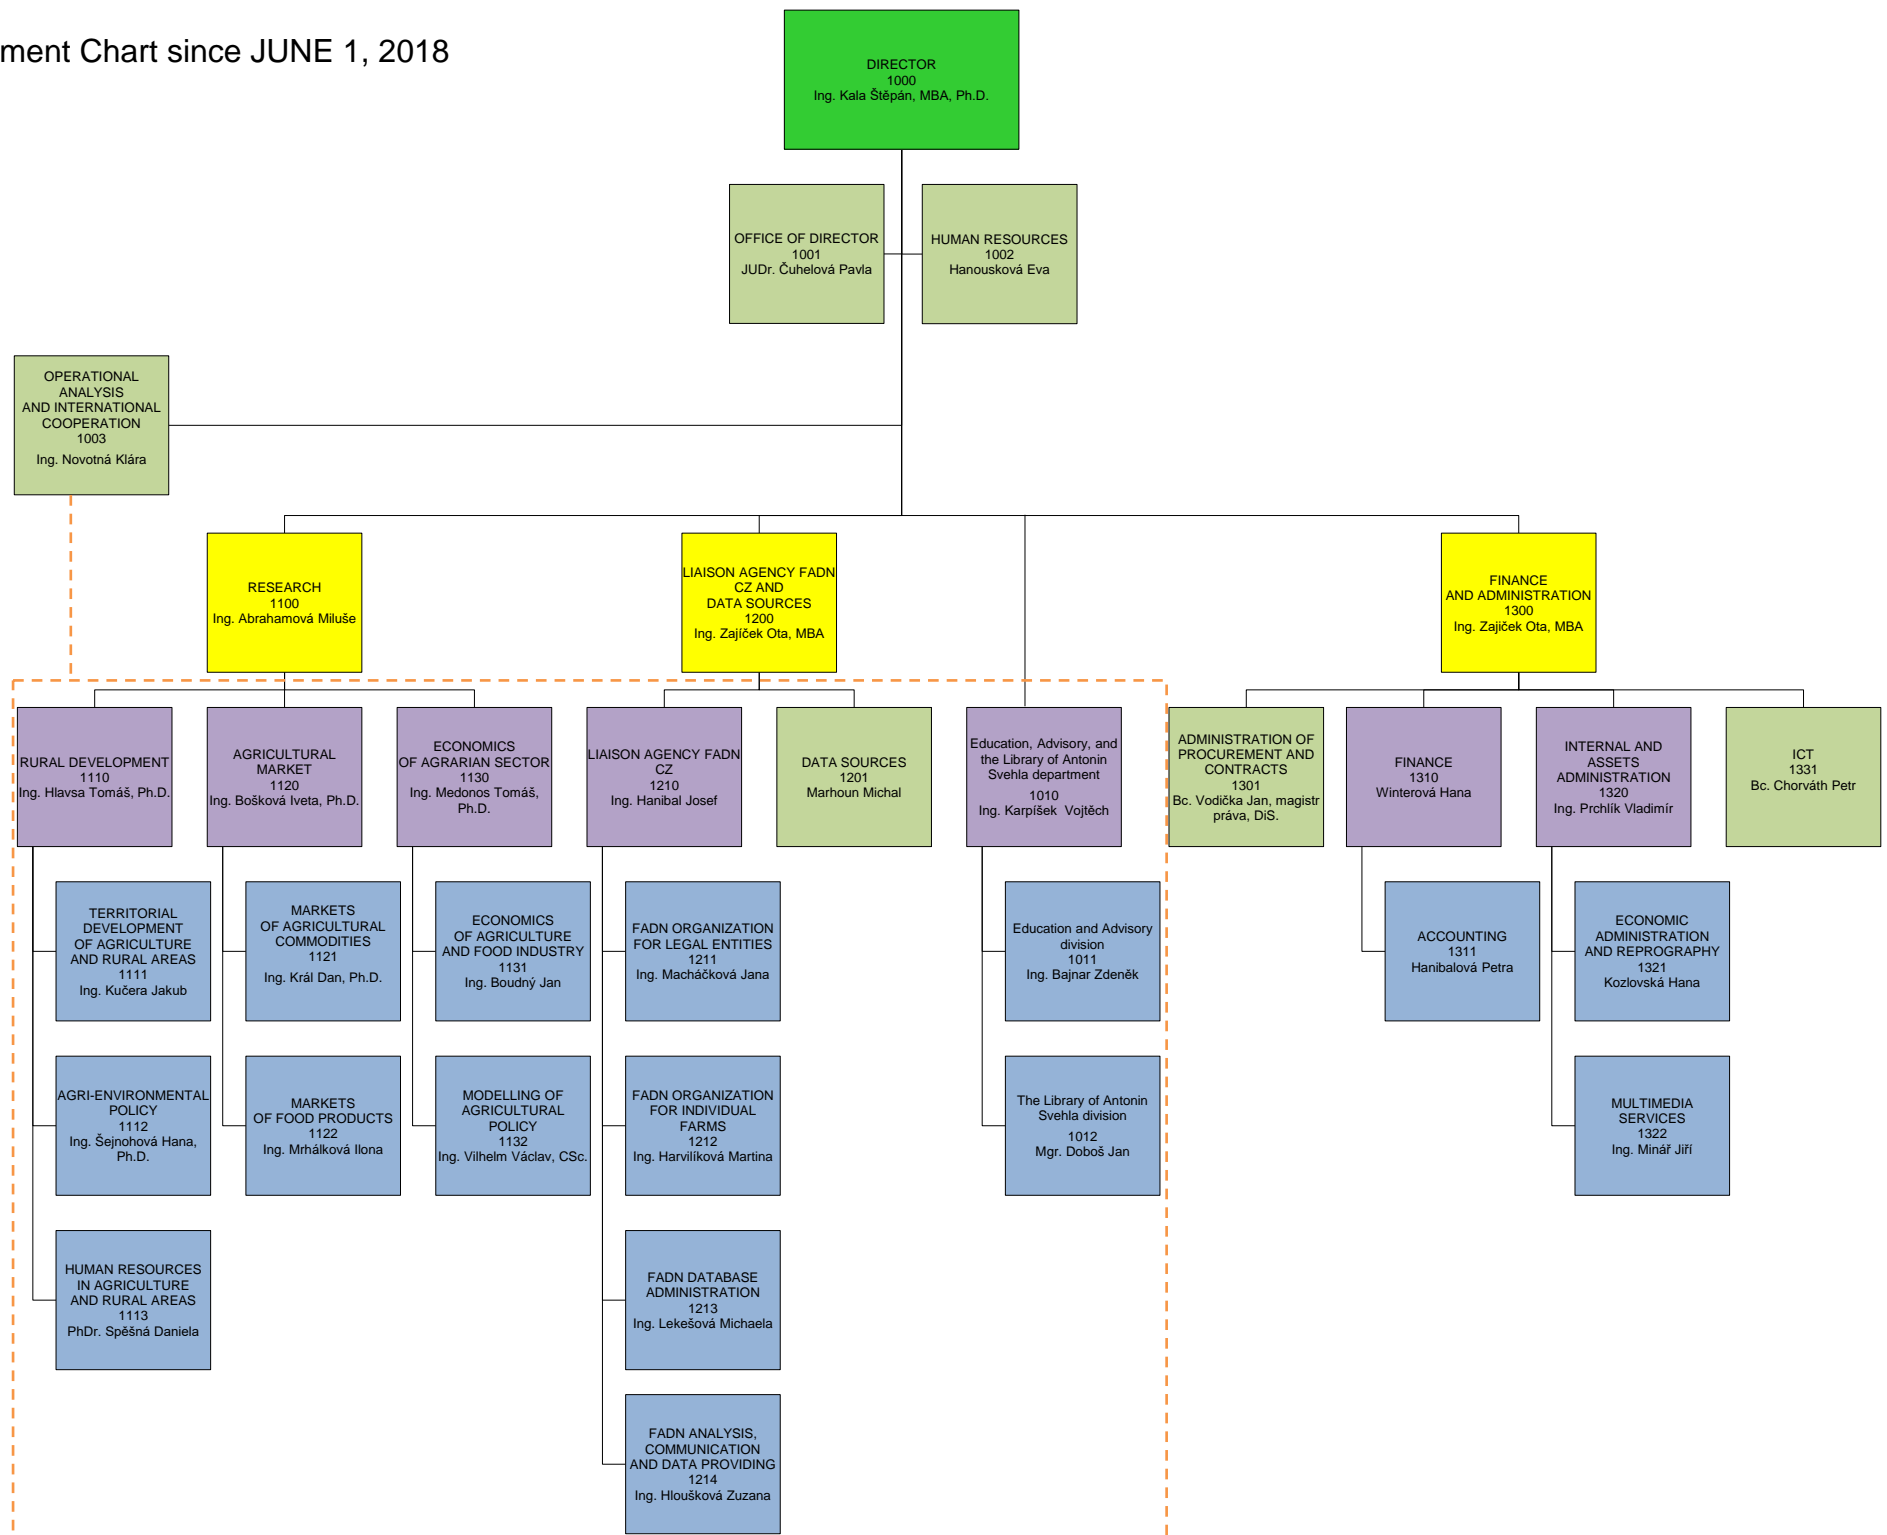 ment Chart since JUNE 1, 2018
DIRECTOR
1000
Ing. Kala Štěpán, MBA, Ph.D.
OFFICE OF DIRECTOR
1001
JUDr. Čuhelová Pavla
HUMAN RESOURCES
1002
Hanousková Eva
OPERATIONAL
ANALYSIS
AND INTERNATIONAL
COOPERATION
1003
Ing. Novotná Klára
RESEARCH
1100
Ing. Abrahamová Miluše
LIAISON AGENCY FADN
CZ AND
DATA SOURCES
1200
Ing. Zajíček Ota, MBA
FINANCE
AND ADMINISTRATION
1300
Ing. Zajiček Ota, MBA
RURAL DEVELOPMENT
1110
Ing. Hlavsa Tomáš, Ph.D.
AGRICULTURAL
MARKET
1120
Ing. Bošková Iveta, Ph.D.
ECONOMICS
OF AGRARIAN SECTOR
1130
Ing. Medonos Tomáš,
Ph.D.
LIAISON AGENCY FADN
CZ
1210
Ing. Hanibal Josef
DATA SOURCES
1201
Marhoun Michal
Education, Advisory, and
the Library of Antonin
Svehla department
1010
Ing. Karpíšek  Vojtěch
ADMINISTRATION OF
PROCUREMENT AND
CONTRACTS
1301
Bc. Vodička Jan, magistr
práva, DiS.
FINANCE
1310
Winterová Hana
INTERNAL AND
ASSETS
ADMINISTRATION
1320
Ing. Prchlík Vladimír
ICT
1331
Bc. Chorváth Petr
TERRITORIAL
DEVELOPMENT
OF AGRICULTURE
AND RURAL AREAS
1111
Ing. Kučera Jakub
MARKETS
OF AGRICULTURAL
COMMODITIES
1121
Ing. Král Dan, Ph.D.
ECONOMICS
OF AGRICULTURE
AND FOOD INDUSTRY
1131
Ing. Boudný Jan
FADN ORGANIZATION
FOR LEGAL ENTITIES
1211
Ing. Macháčková Jana
Education and Advisory
division
1011
Ing. Bajnar Zdeněk
ACCOUNTING
1311
Hanibalová Petra
ECONOMIC
ADMINISTRATION
AND REPROGRAPHY
1321
Kozlovská Hana
AGRI-ENVIRONMENTAL
POLICY
1112
Ing. Šejnohová Hana,
Ph.D.
MARKETS
OF FOOD PRODUCTS
1122
Ing. Mrhálková Ilona
MODELLING OF
AGRICULTURAL
POLICY
1132
Ing. Vilhelm Václav, CSc.
FADN ORGANIZATION
FOR INDIVIDUAL
FARMS
1212
Ing. Harvilíková Martina
The Library of Antonin
Svehla division
1012
Mgr. Doboš Jan
MULTIMEDIA
SERVICES
1322
Ing. Minář Jiří
HUMAN RESOURCES
IN AGRICULTURE
AND RURAL AREAS
1113
PhDr. Spěšná Daniela
FADN DATABASE
ADMINISTRATION
1213
Ing. Lekešová Michaela
FADN ANALYSIS,
COMMUNICATION
AND DATA PROVIDING
1214
Ing. Hloušková Zuzana